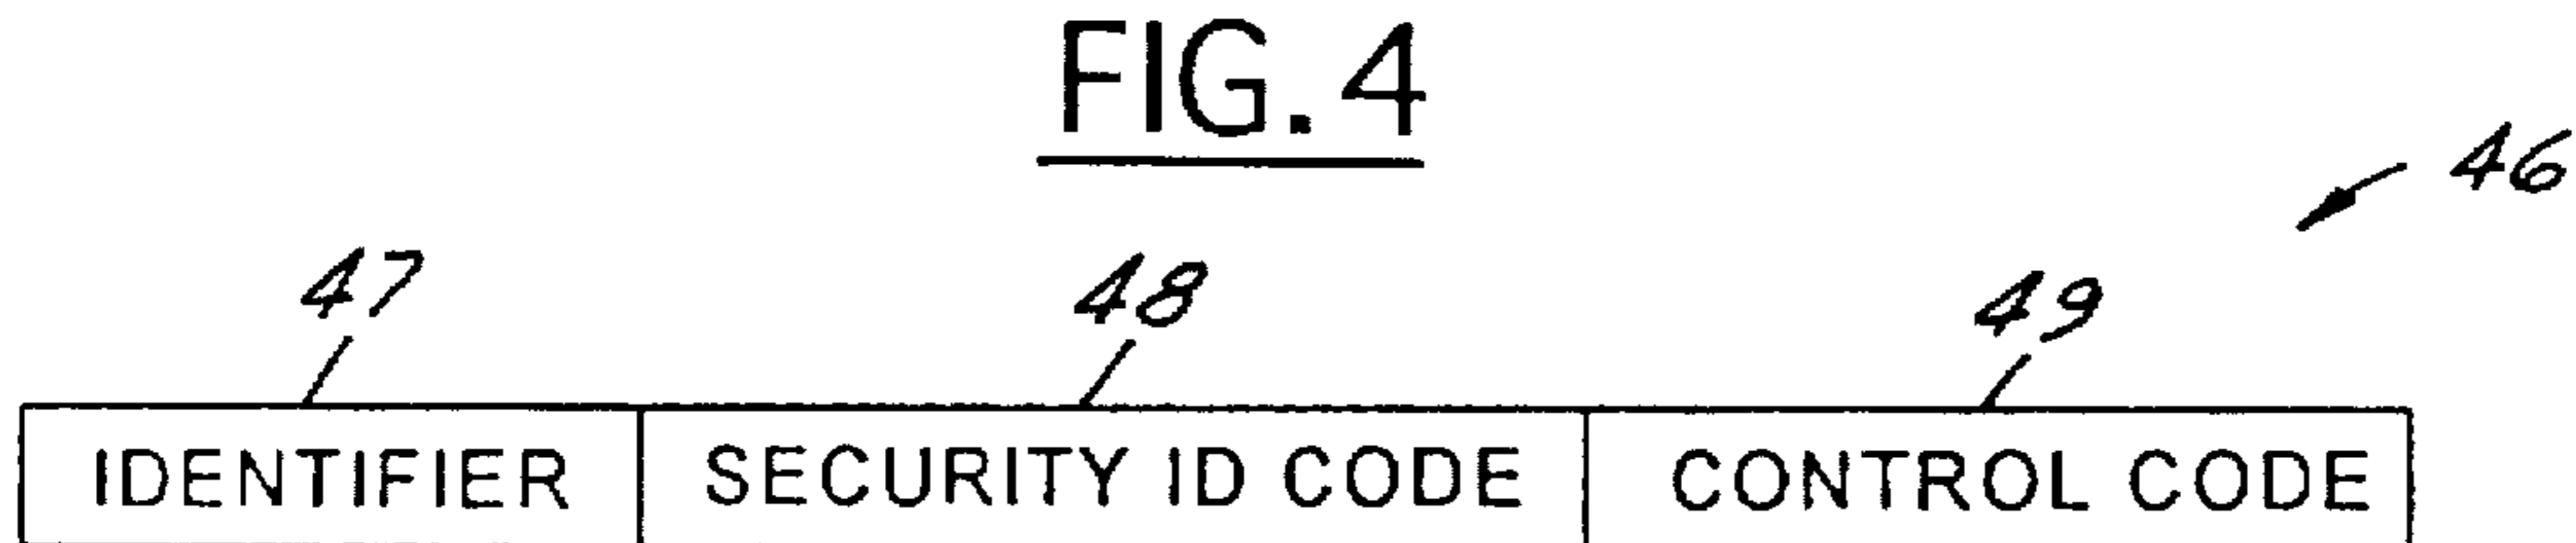 FIG. 4
46
47 48 49
IDENTIFIER SECURITY ID CODE CONTROL CODE